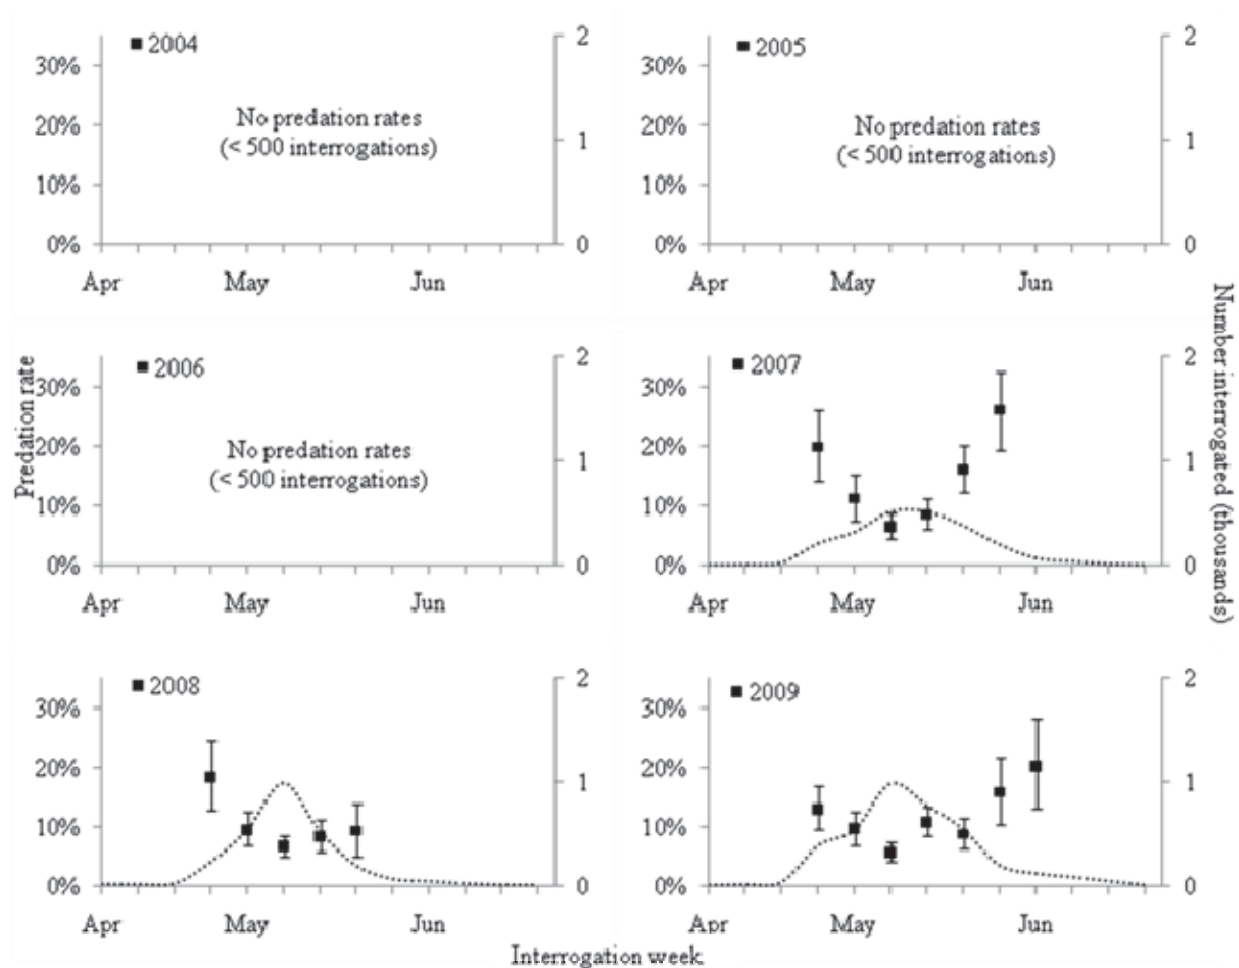 2004
30%
20%
10%
0%
No predation rates
(< 500 interrogations)
2
1
0
Apr
May
Jun
2005
30%
20%
10%
0%
No predation rates
(< 500 interrogations)
2
1
0
Apr
May
Jun
Predation rate
2006
30%
20%
10%
0%
No predation rates
(< 500 interrogations)
2
1
0
Apr
May
Jun
2007
30%
20%
10%
0%
2
1
0
Apr
May
Jun
Number interrogated (thousands)
2008
30%
20%
10%
0%
2
1
0
Apr
May
Jun
2009
30%
20%
10%
0%
2
1
0
Apr
May
Jun
Interrogation week